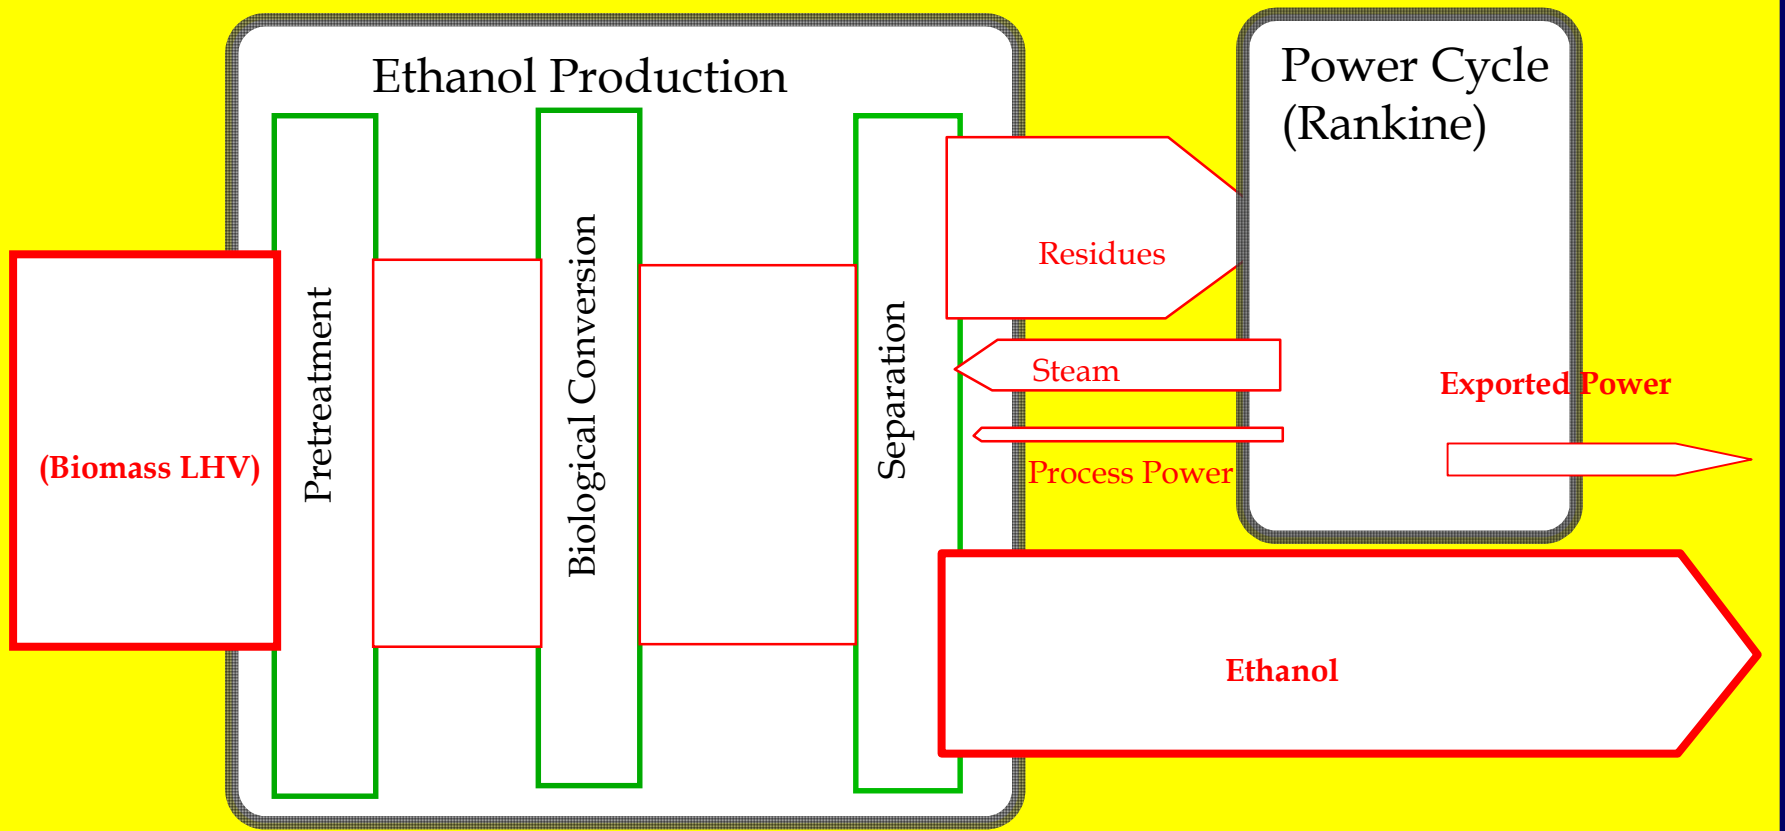 Ethanol Production
Power Cycle
(Rankine)
(Biomass LHV)
Pretreatment
Biological Conversion
Separation
Residues
Steam
Process Power
Exported Power
Ethanol